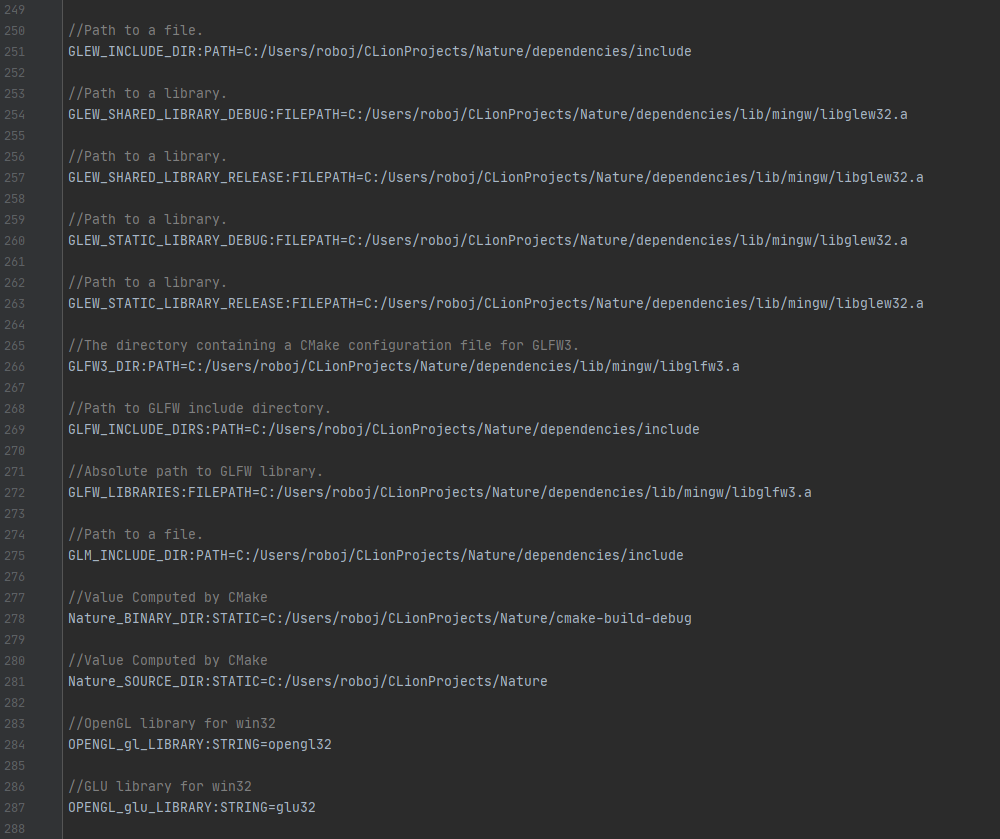 249
250 //Path to a file.
251 GLEW_INCLUDE_DIR:PATH=C:/Users/roboj/CLionProjects/Nature/dependencies/include
252
253 //Path to a library.
254 GLEW_SHARED_LIBRARY_DEBUG:FILEPATH=C:/Users/roboj/CLionProjects/Nature/dependencies/lib/mingw/libglew32.a
255
256 //Path to a library.
257 GLEW_SHARED_LIBRARY_RELEASE:FILEPATH=C:/Users/roboj/CLionProjects/Nature/dependencies/lib/mingw/libglew32.a
258
259 //Path to a library.
260 GLEW_STATIC_LIBRARY_DEBUG:FILEPATH=C:/Users/roboj/CLionProjects/Nature/dependencies/lib/mingw/libglew32.a
261
262 //Path to a library.
263 GLEW_STATIC_LIBRARY_RELEASE:FILEPATH=C:/Users/roboj/CLionProjects/Nature/dependencies/lib/mingw/libglew32.a
264
265 //The directory containing a CMake configuration file for GLFW3.
266 GLFW3_DIR:PATH=C:/Users/roboj/CLionProjects/Nature/dependencies/lib/mingw/libglfw3.a
267
268 //Path to GLFW include directory.
269 GLFW_INCLUDE_DIRS:PATH=C:/Users/roboj/CLionProjects/Nature/dependencies/include
270
271 //Absolute path to GLFW library.
272 GLFW_LIBRARIES:FILEPATH=C:/Users/roboj/CLionProjects/Nature/dependencies/lib/mingw/libglfw3.a
273
274 //Path to a file.
275 GLM_INCLUDE_DIR:PATH=C:/Users/roboj/CLionProjects/Nature/dependencies/include
276
277 //Value Computed by CMake
278 Nature_BINARY_DIR:STATIC=C:/Users/roboj/CLionProjects/Nature/cmake-build-debug
279
280 //Value Computed by CMake
281 Nature_SOURCE_DIR:STATIC=C:/Users/roboj/CLionProjects/Nature
282
283 //OpenGL library for win32
284 OPENGL_gl_LIBRARY:STRING=opengl32
285
286 //GLU library for win32
287 OPENGL_glu_LIBRARY:STRING=glu32
288